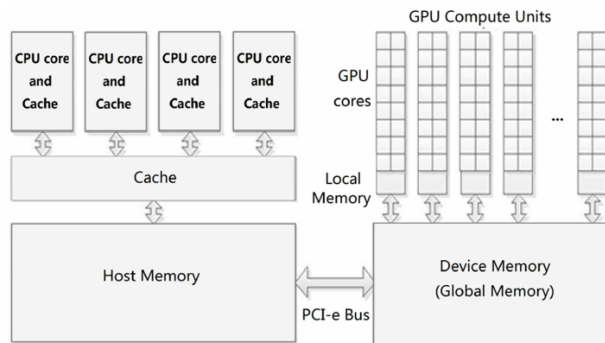 GPU Compute Units
CPU core
and
Cache
CPU core
and
Cache
CPU core
and
Cache
CPU core
and
Cache
GPU
cores
...
Cache
Local
Memory
Host Memory
Device Memory
(Global Memory)
PCI-e Bus